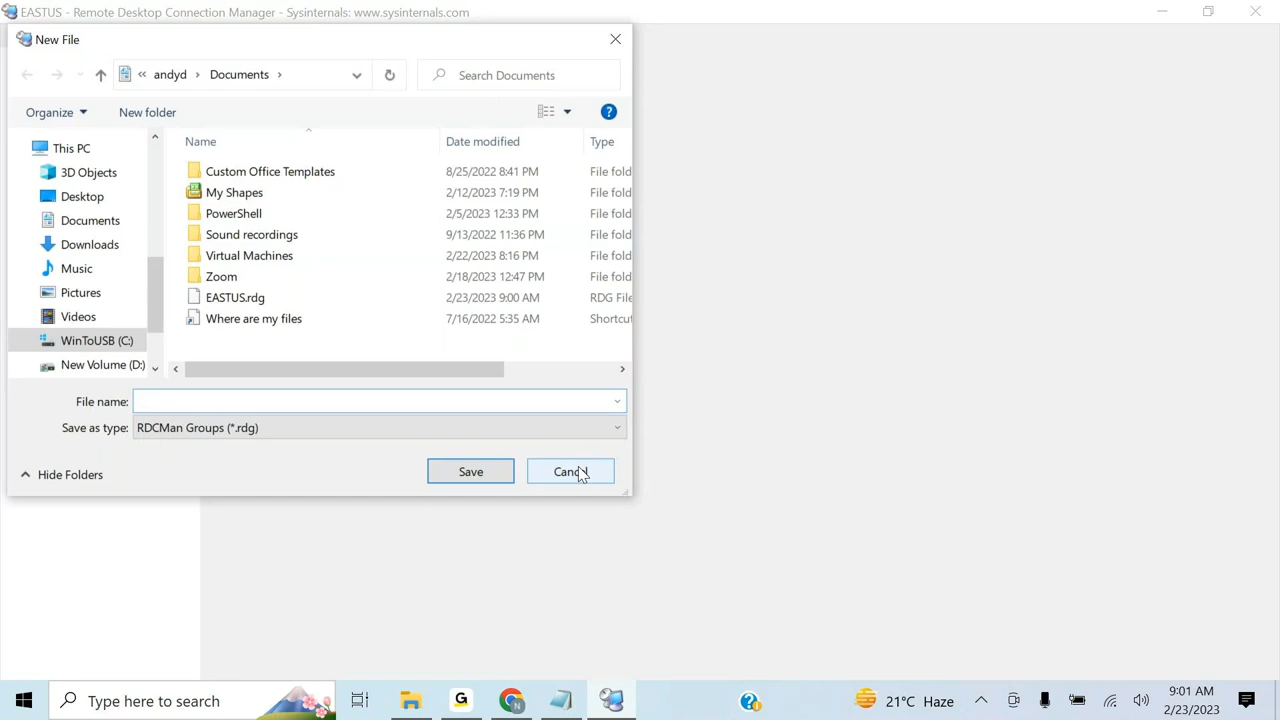 EASTUS - Remote Desktop Connection Manager - Sysinternals: www.sysinternals.com
New File
« andyd › Documents ›
Search Documents
Organize
New folder
?
Name
Date modified
Type
This PC
3D Objects
Desktop
Documents
Downloads
Music
Pictures
Videos
WinToUSB (C:)
New Volume (D:)
Custom Office Templates 8/25/2022 8:41 PM File fold
My Shapes 2/12/2023 7:19 PM File fold
PowerShell 2/5/2023 12:33 PM File fold
Sound recordings 9/13/2022 11:36 PM File fold
Virtual Machines 2/22/2023 8:16 PM File fold
Zoom 2/18/2023 12:47 PM File fold
EASTUS.rdg 2/23/2023 9:00 AM RDG File
Where are my files 7/16/2022 5:35 AM Shortcut
File name:
Save as type: RDCMan Groups (*.rdg)
Hide Folders
Save
Cancel
Type here to search
G
N
?
21°C Haze
9:01 AM
2/23/2023